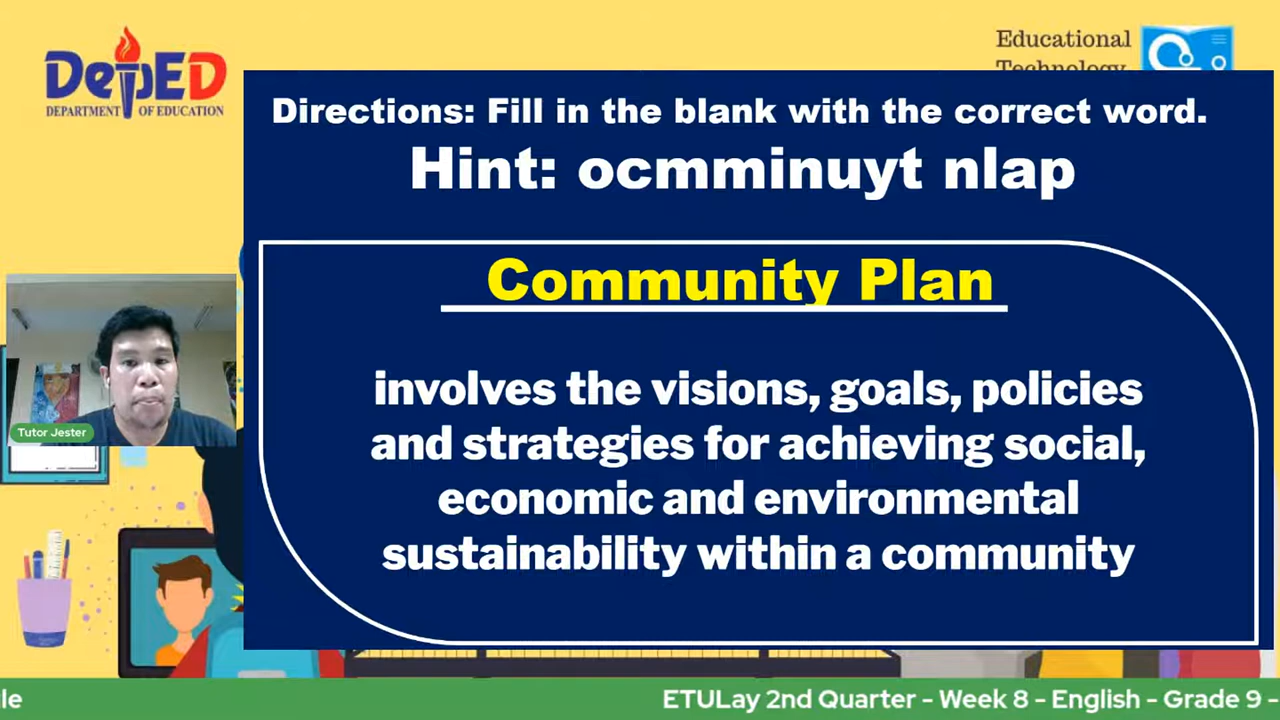 DepED
DEPARTMENT OF EDUCATION
Educational
Technology
Directions: Fill in the blank with the correct word.
Hint: ocmminuyt nlap
Community Plan
involves the visions, goals, policies
and strategies for achieving social,
economic and environmental
sustainability within a community
Tutor Jester
ETULay 2nd Quarter - Week 8 - English - Grade 9 -